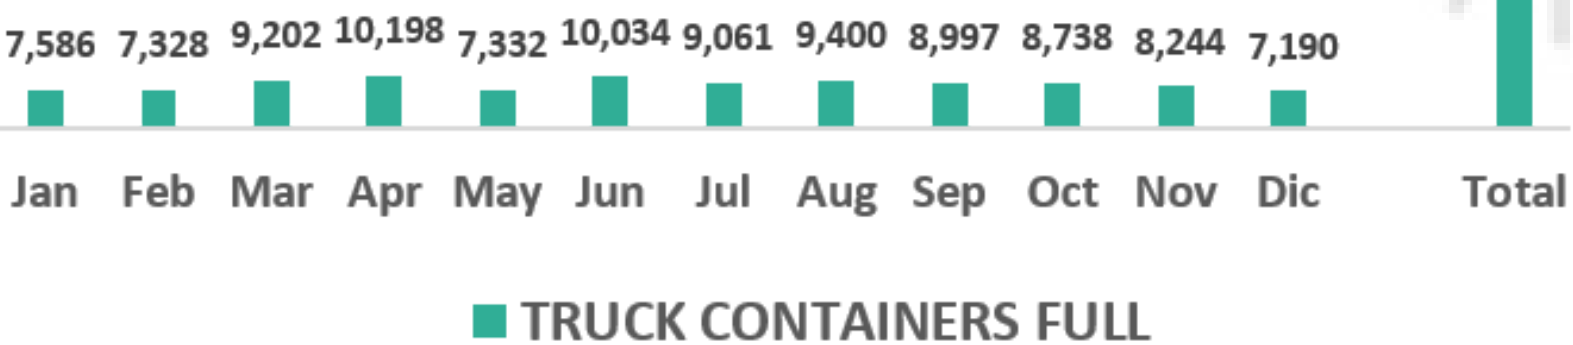 7,586 7,328 9,202 10,198 7,332 10,034 9,061 9,400 8,997 8,738 8,244 7,190
Jan Feb Mar Apr May Jun Jul Aug Sep Oct Nov Dic Total
TRUCK CONTAINERS FULL